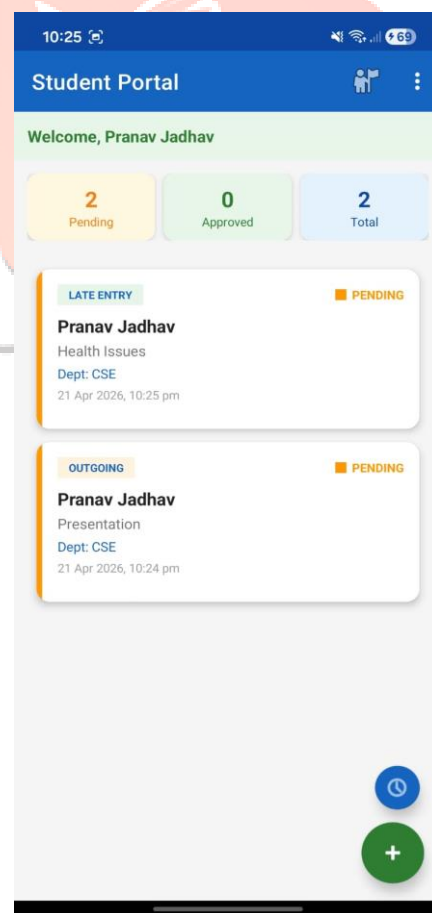 10:25
69
Student Portal
Welcome, Pranav Jadhav
2
Pending
0
Approved
2
Total
LATE ENTRY
PENDING
Pranav Jadhav
Health Issues
Dept: CSE
21 Apr 2026, 10:25 pm
OUTGOING
PENDING
Pranav Jadhav
Presentation
Dept: CSE
21 Apr 2026, 10:24 pm
+